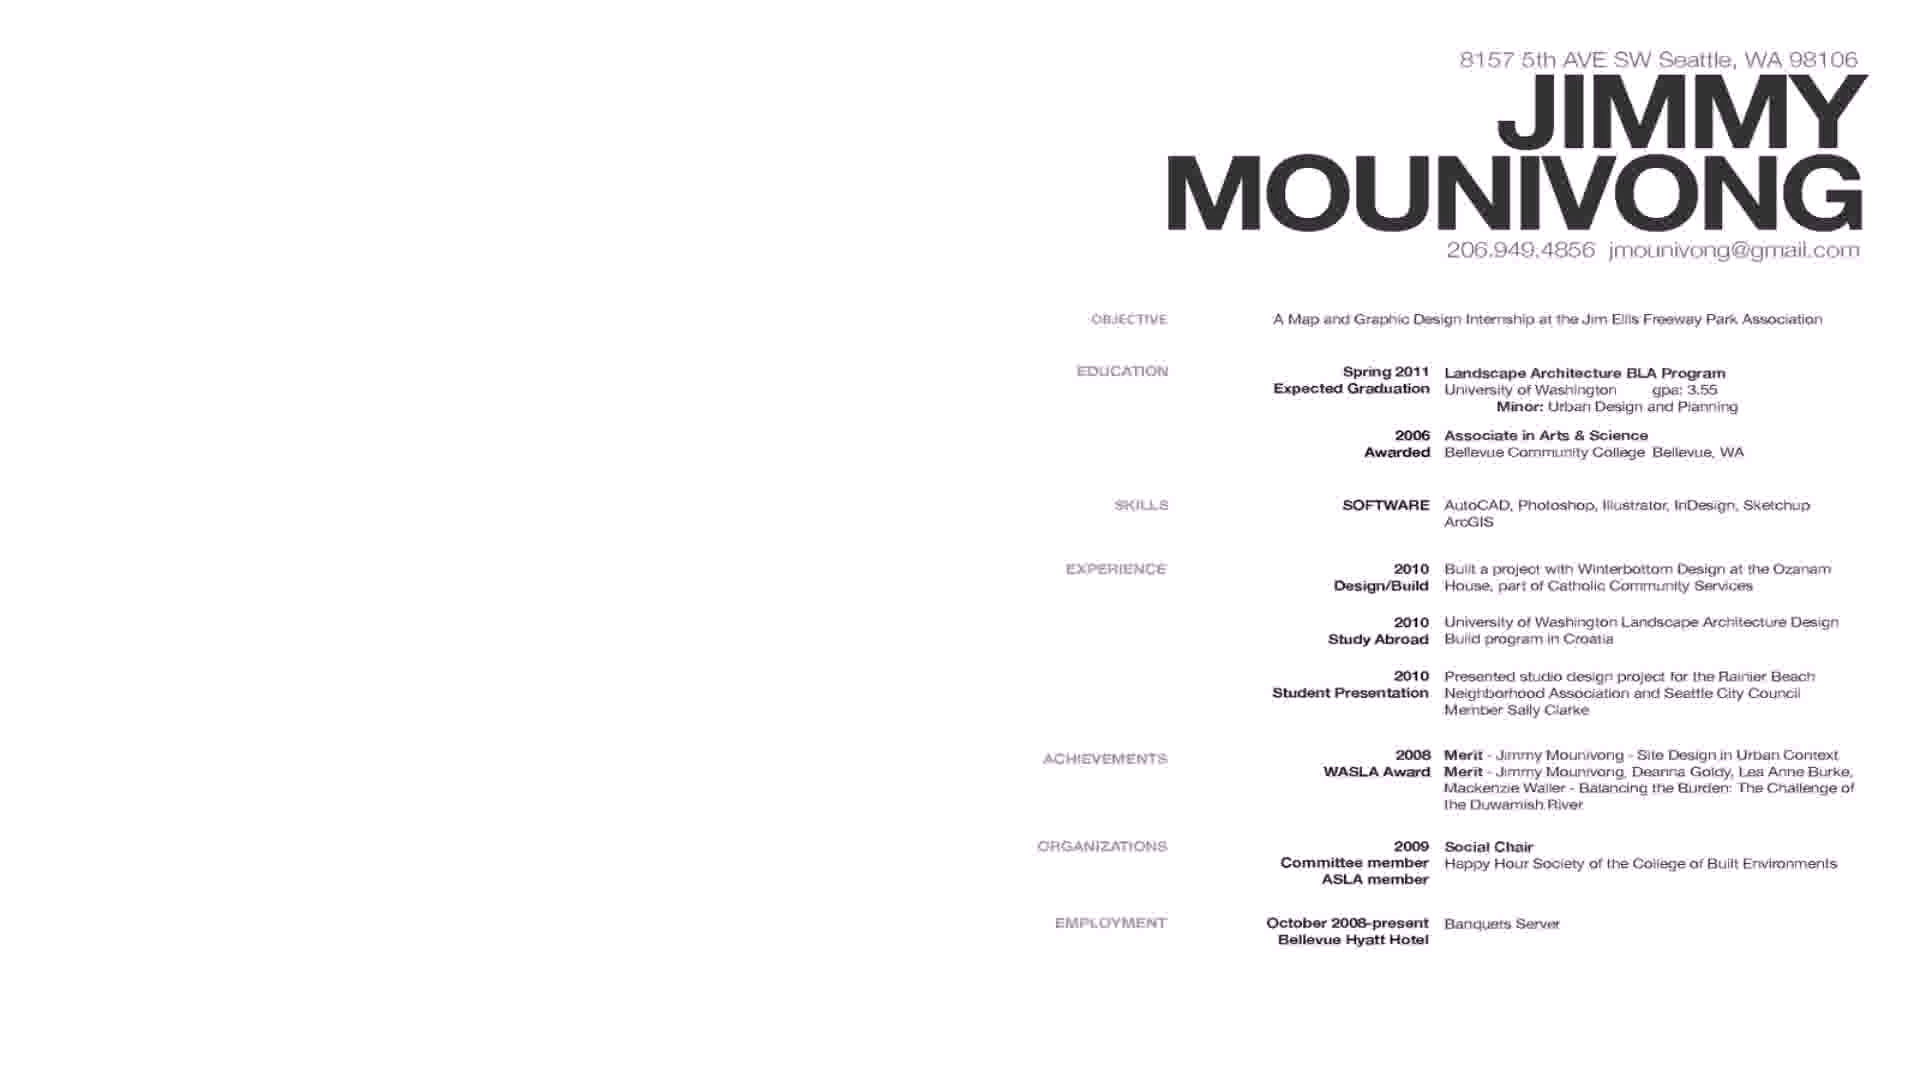 8157 5th AVE SW Seattle, WA 98106
JIMMY
MOUNIVONG
206.949.4856 jmounivong@gmail.com
OBJECTIVE A Map and Graphic Design Internship at the Jim Ellis Freeway Park Association
EDUCATION Spring 2011 Landscape Architecture BLA Program
Expected Graduation University of Washington gpa: 3.55
Minor: Urban Design and Planning
2006 Associate in Arts & Science
Awarded Bellevue Community College Bellevue, WA
SKILLS SOFTWARE AutoCAD, Photoshop, Illustrator, InDesign, Sketchup
ArcGIS
EXPERIENCE 2010 Built a project with Winterbottom Design at the Ozanam
Design/Build House, part of Catholic Community Services
2010 University of Washington Landscape Architecture Design
Study Abroad Build program in Croatia
2010 Presented studio design project for the Rainier Beach
Student Presentation Neighborhood Association and Seattle City Council
Member Sally Clarke
ACHIEVEMENTS 2008 Merit - Jimmy Mounivong - Site Design in Urban Context
WASLA Award Merit - Jimmy Mounivong, Deanna Goldy, Lea Anne Burke,
Mackenzie Waller - Balancing the Burden: The Challenge of
the Duwamish River
ORGANIZATIONS 2009 Social Chair
Committee member Happy Hour Society of the College of Built Environments
ASLA member
EMPLOYMENT October 2008-present Banquers Server
Bellevue Hyatt Hotel